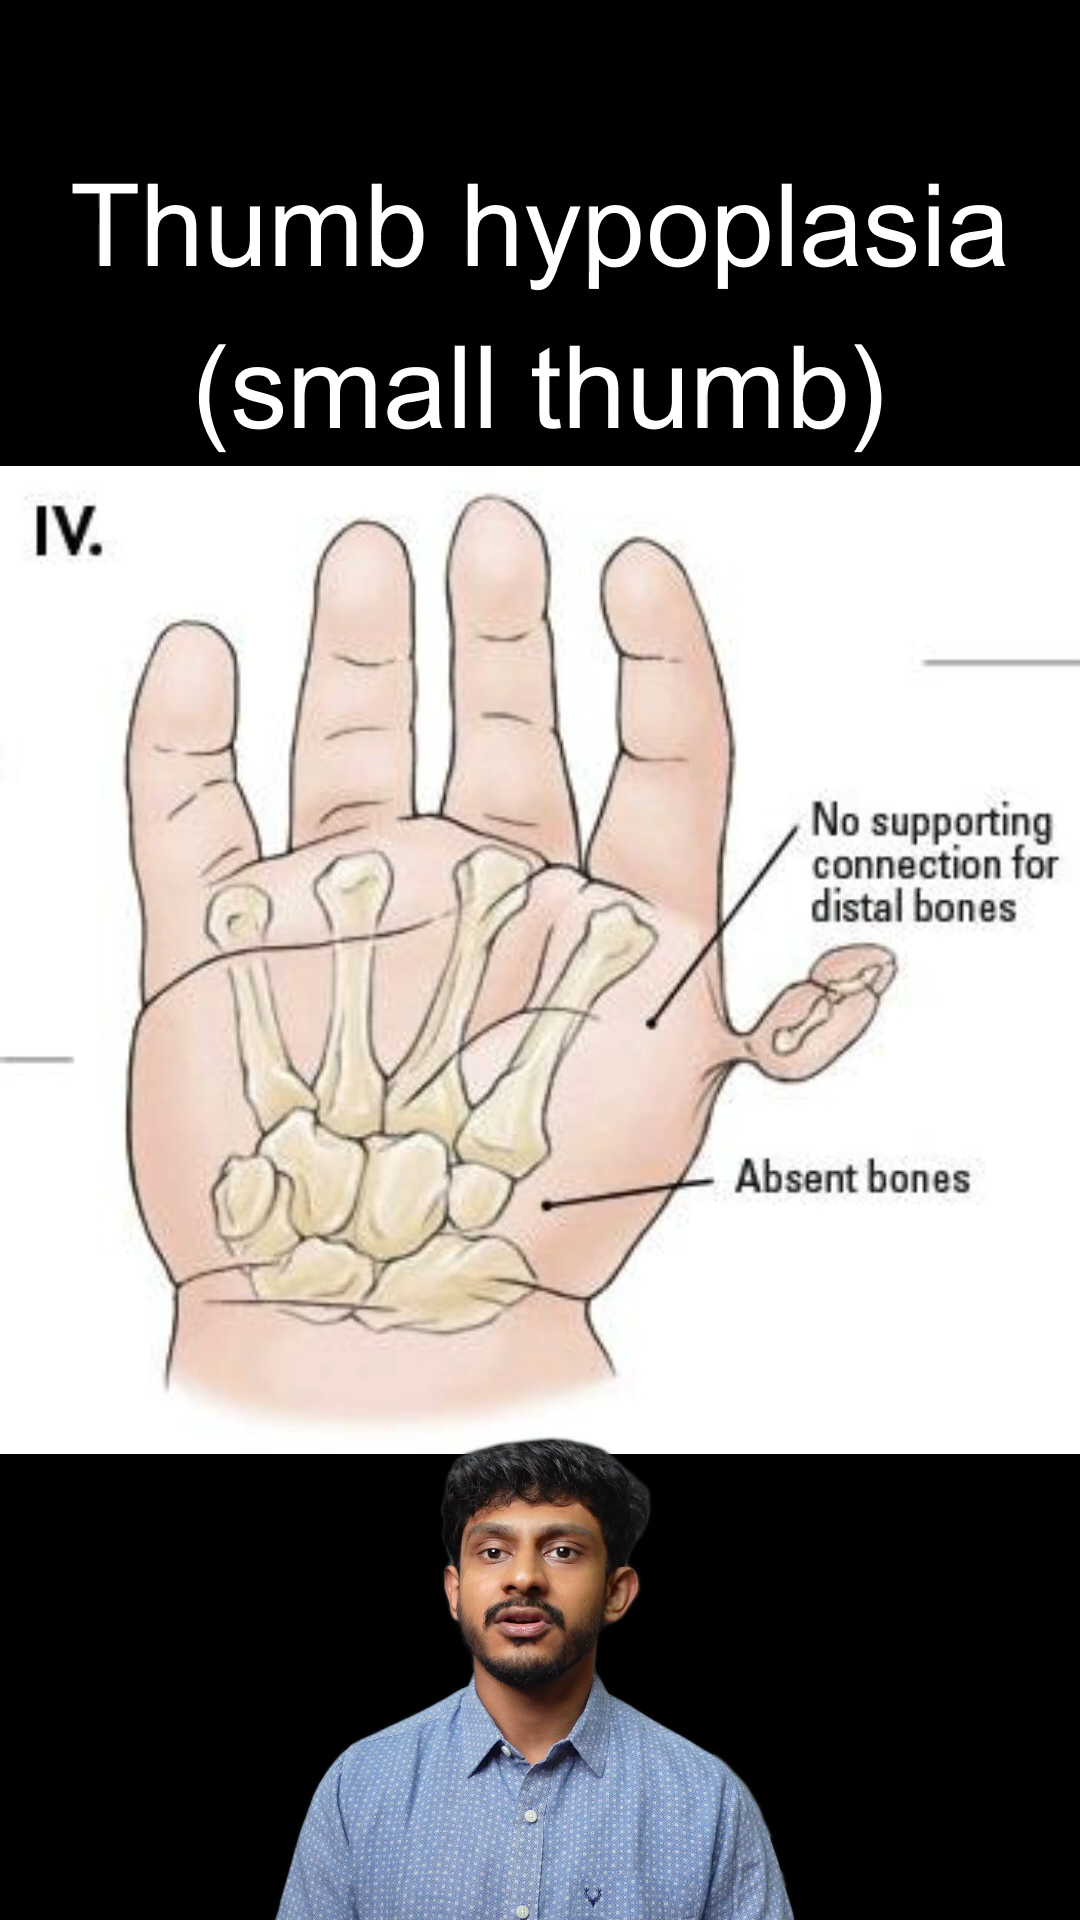 Thumb hypoplasia
(small thumb)
IV.
No supporting
connection for
distal bones
Absent bones